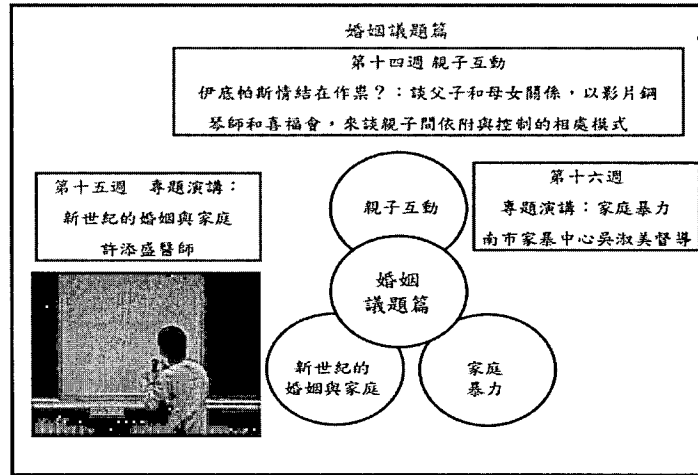 婚姻議題篇
第十四週 親子互動
伊底帕斯情結在作祟？：談父子和母女關係，以影片鋼
琴師和喜福會，來談親子間依附與控制的相處模式
第十五週 專題演講：
新世紀的婚姻與家庭
許添盛醫師
第十六週
專題演講：家庭暴力
南市家暴中心吳淑美督導
親子互動
婚姻
議題篇
新世紀的
婚姻與家庭
家庭
暴力